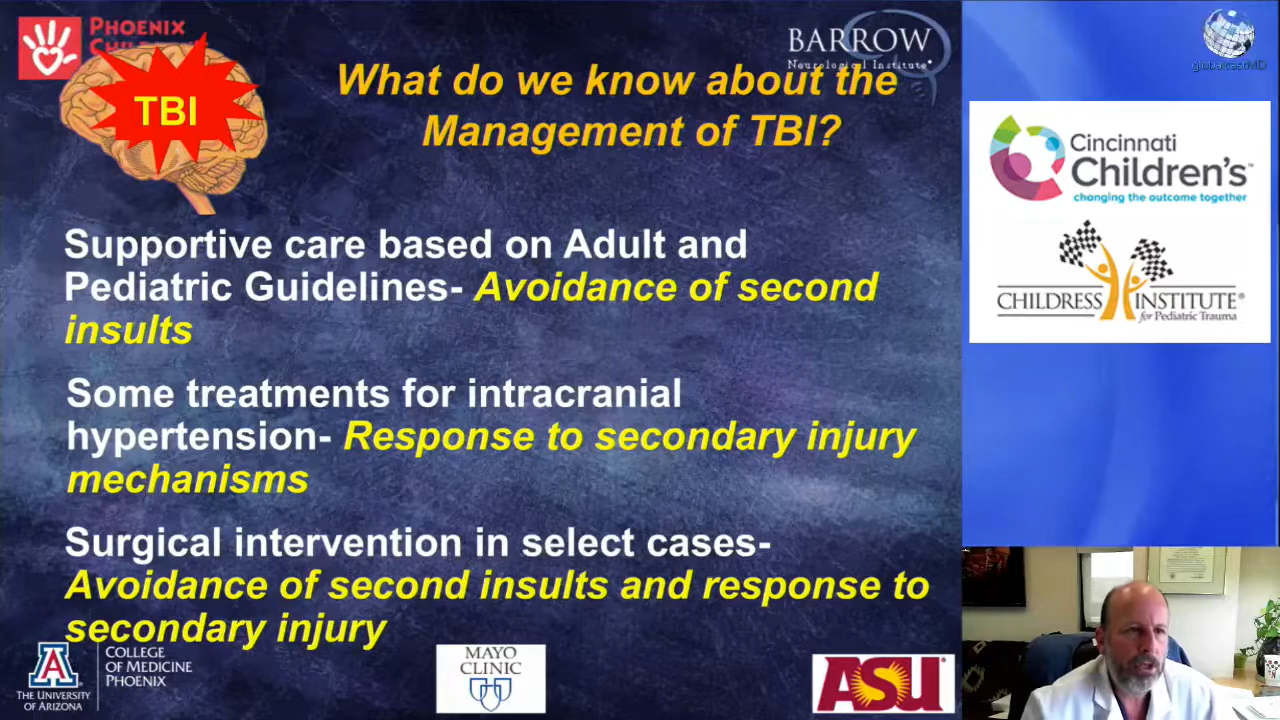 PHOENIX
TBI
BARROW
Neurological Institute
What do we know about the
Management of TBI?
Supportive care based on Adult and
Pediatric Guidelines- Avoidance of second
insults
Some treatments for intracranial
hypertension- Response to secondary injury
mechanisms
Surgical intervention in select cases-
Avoidance of second insults and response to
secondary injury
THE UNIVERSITY
OF ARIZONA
COLLEGE
OF MEDICINE
PHOENIX
MAYO
CLINIC
ASU
globalcastMD
Cincinnati
Children's™
changing the outcome together
CHILDRESS INSTITUTE®
for Pediatric Trauma